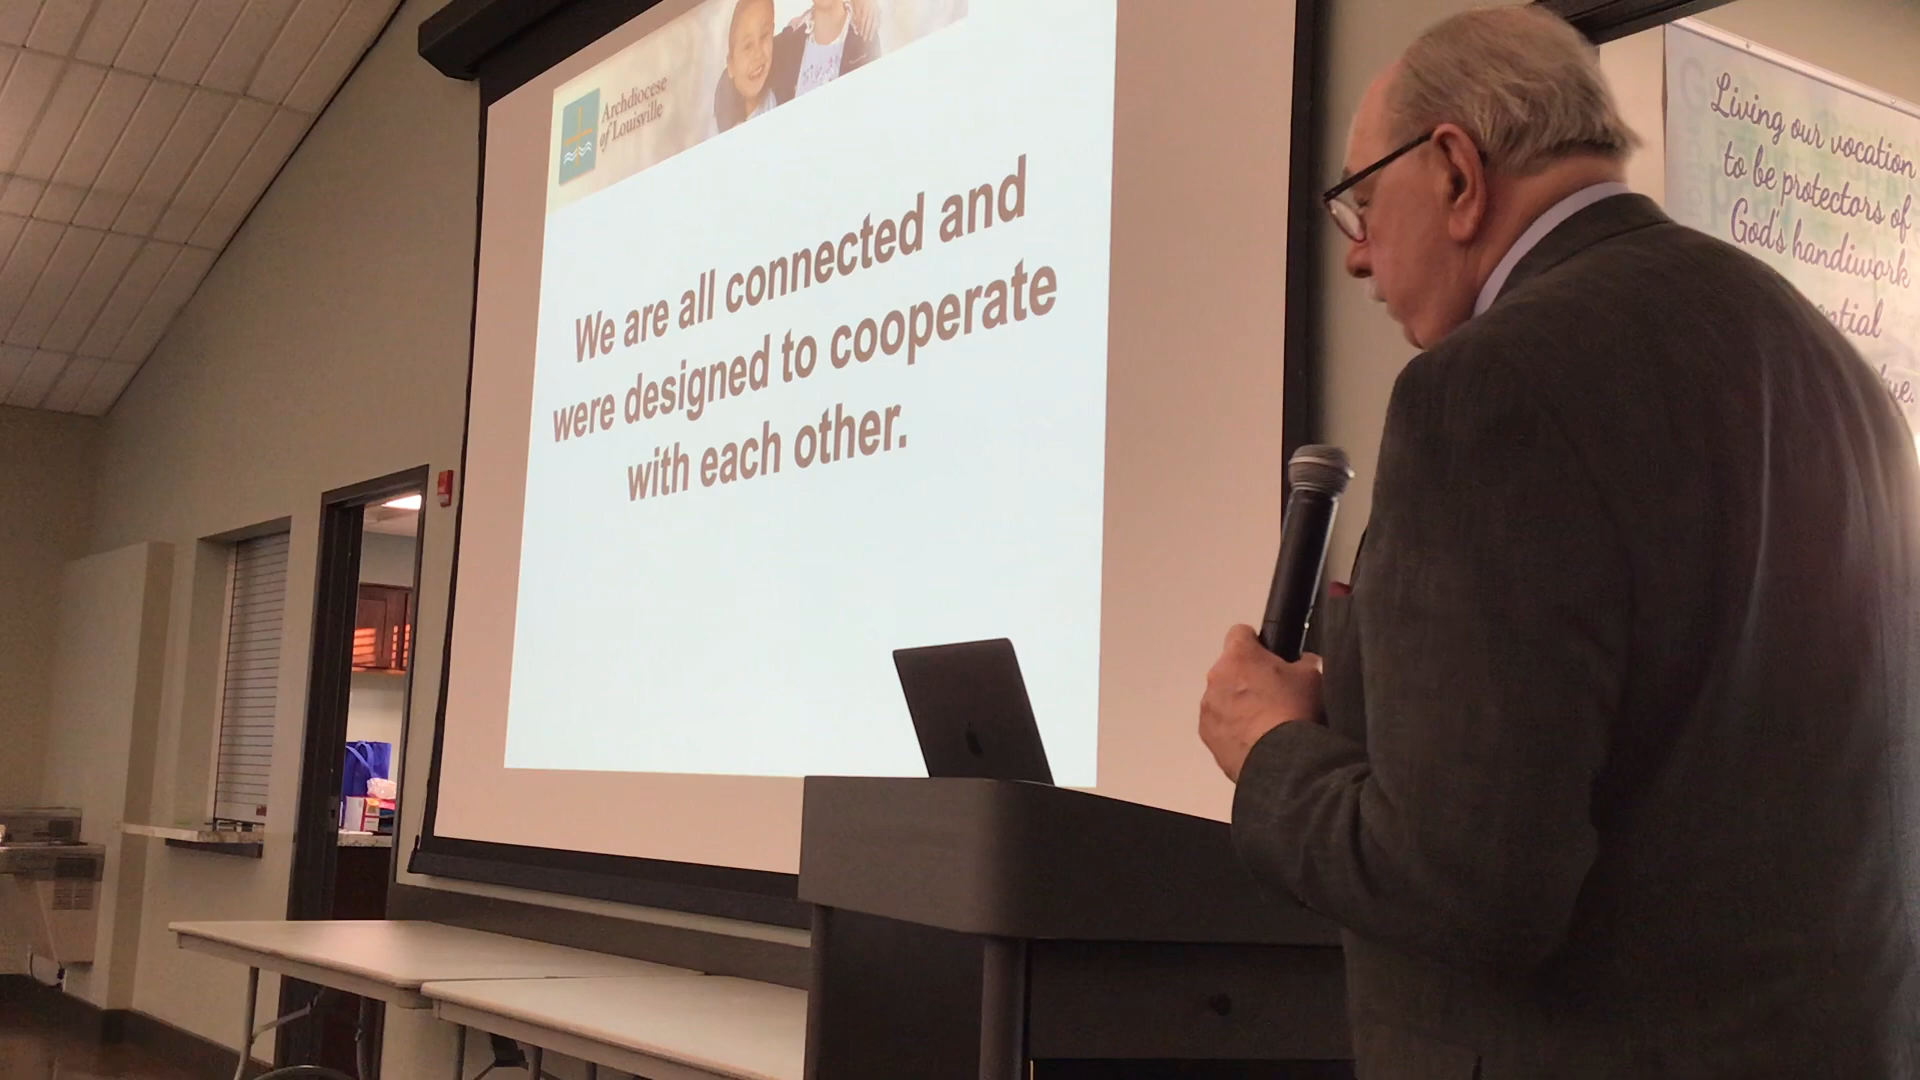 Archdiocese
of Louisville
We are all connected and
were designed to cooperate
with each other.
Living our vocation
to be protectors of
God's handiwork